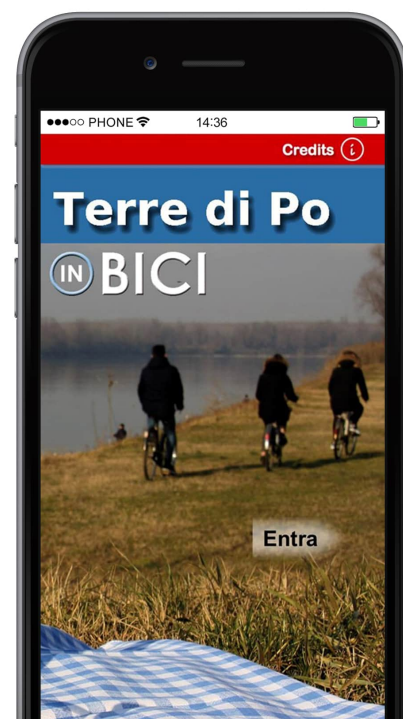 PHONE 14:36
Credits i
Terre di Po
IN BICI
Entra